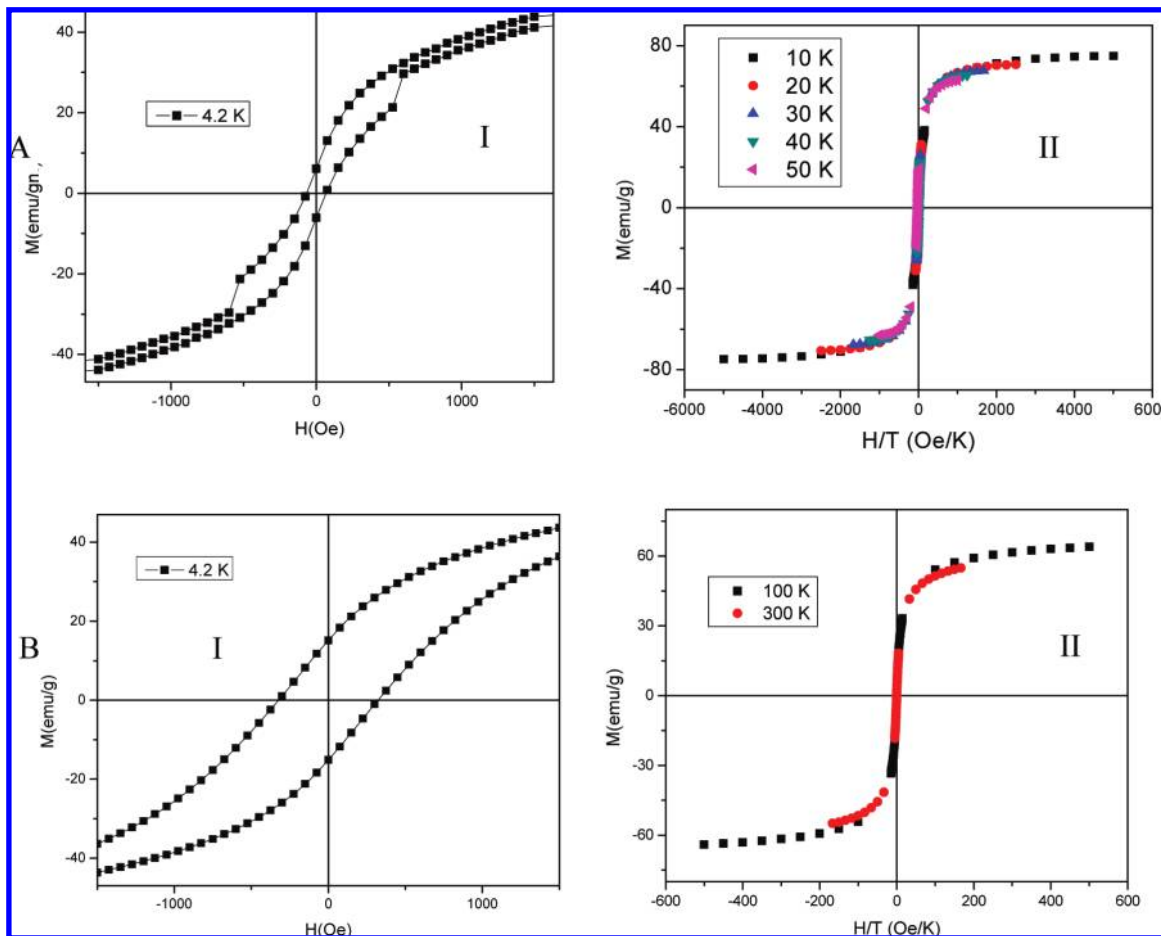 A
I
4.2 K
M(emu/gn.,
40
20
0
-20
-40
-1000 0 1000
H(Oe)
II
10 K
20 K
30 K
40 K
50 K
M(emu/g)
80
40
0
-40
-80
-6000 -4000 -2000 0 2000 4000 600
H/T (Oe/K)
B
I
4.2 K
M(emu/g)
40
20
0
-20
-40
-1000 0 1000
H(Oe)
II
100 K
300 K
M(emu/g)
60
30
0
-30
-60
-600 -400 -200 0 200 400 600
H/T (Oe/K)